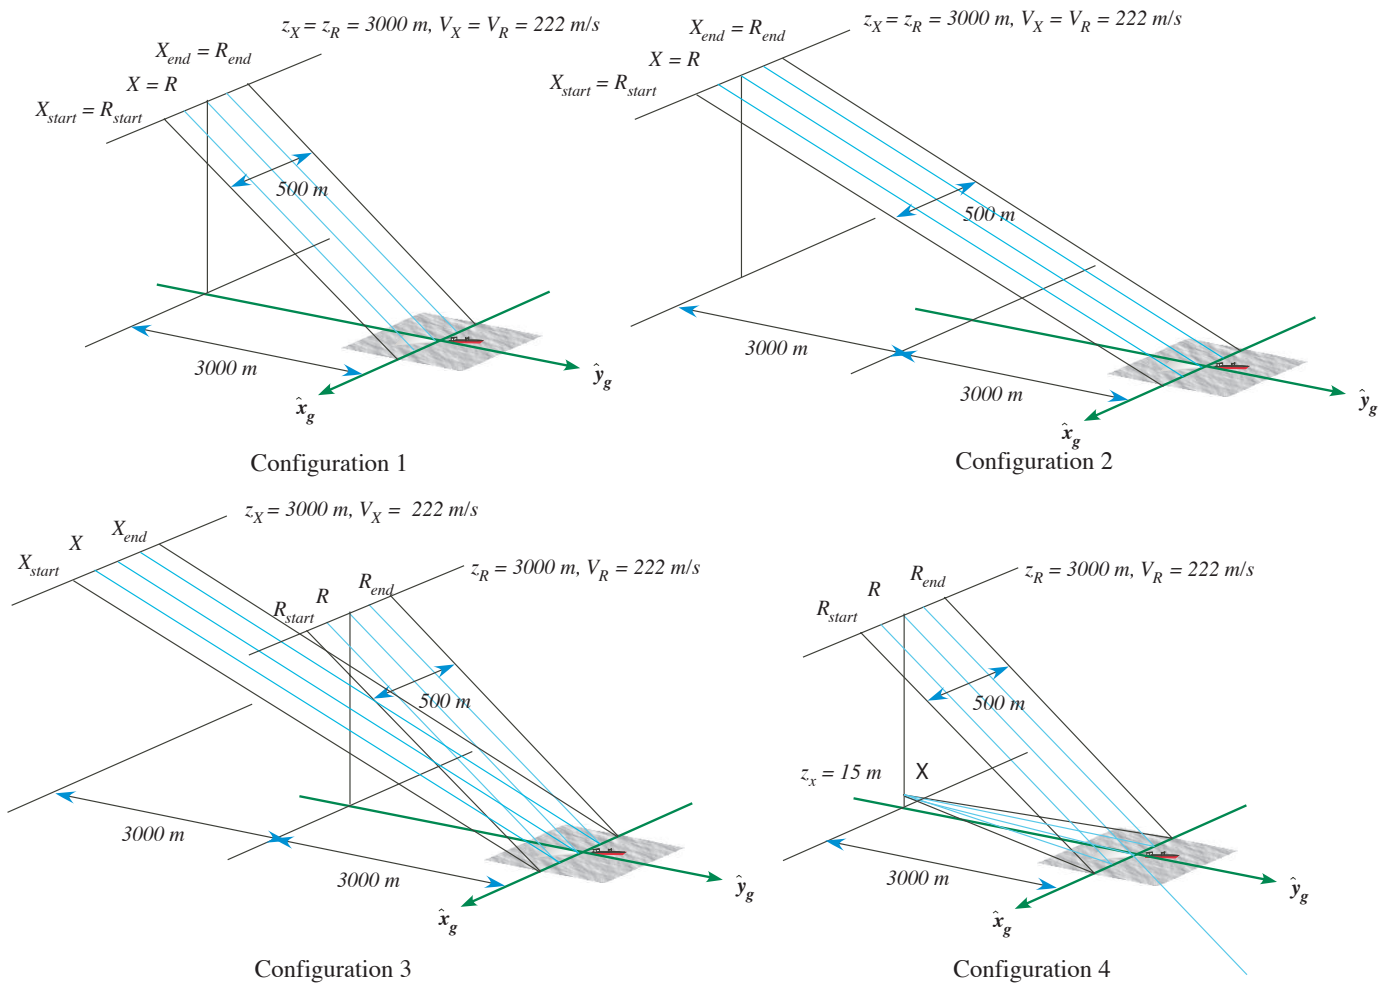 z_X = z_R = 3000 m, V_X = V_R = 222 m/s
X_end = R_end
X = R
X_start = R_start
500 m
3000 m
x̂_g
ŷ_g
Configuration 1
z_X = z_R = 3000 m, V_X = V_R = 222 m/s
X_end = R_end
X = R
X_start = R_start
500 m
3000 m
3000 m
x̂_g
ŷ_g
Configuration 2
z_X = 3000 m, V_X = 222 m/s
X_end
X
X_start
z_R = 3000 m, V_R = 222 m/s
R_end
R
R_start
500 m
3000 m
3000 m
x̂_g
ŷ_g
Configuration 3
z_R = 3000 m, V_R = 222 m/s
R_end
R
R_start
500 m
z_x = 15 m
X
3000 m
x̂_g
ŷ_g
Configuration 4